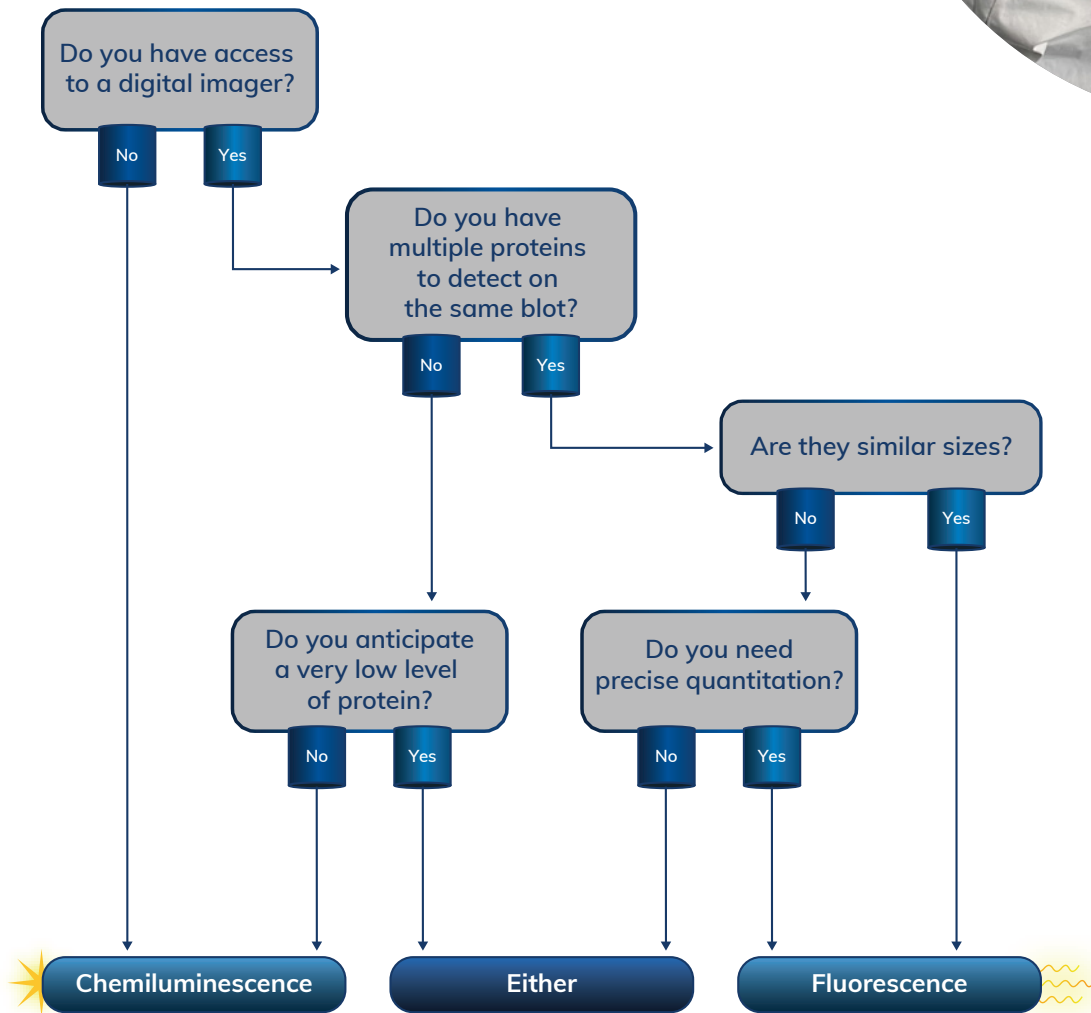 Do you have access
to a digital imager?
No
Yes
Do you have
multiple proteins
to detect on
the same blot?
No
Yes
Are they similar sizes?
No
Yes
Do you anticipate
a very low level
of protein?
No
Yes
Do you need
precise quantitation?
No
Yes
Chemiluminescence
Either
Fluorescence